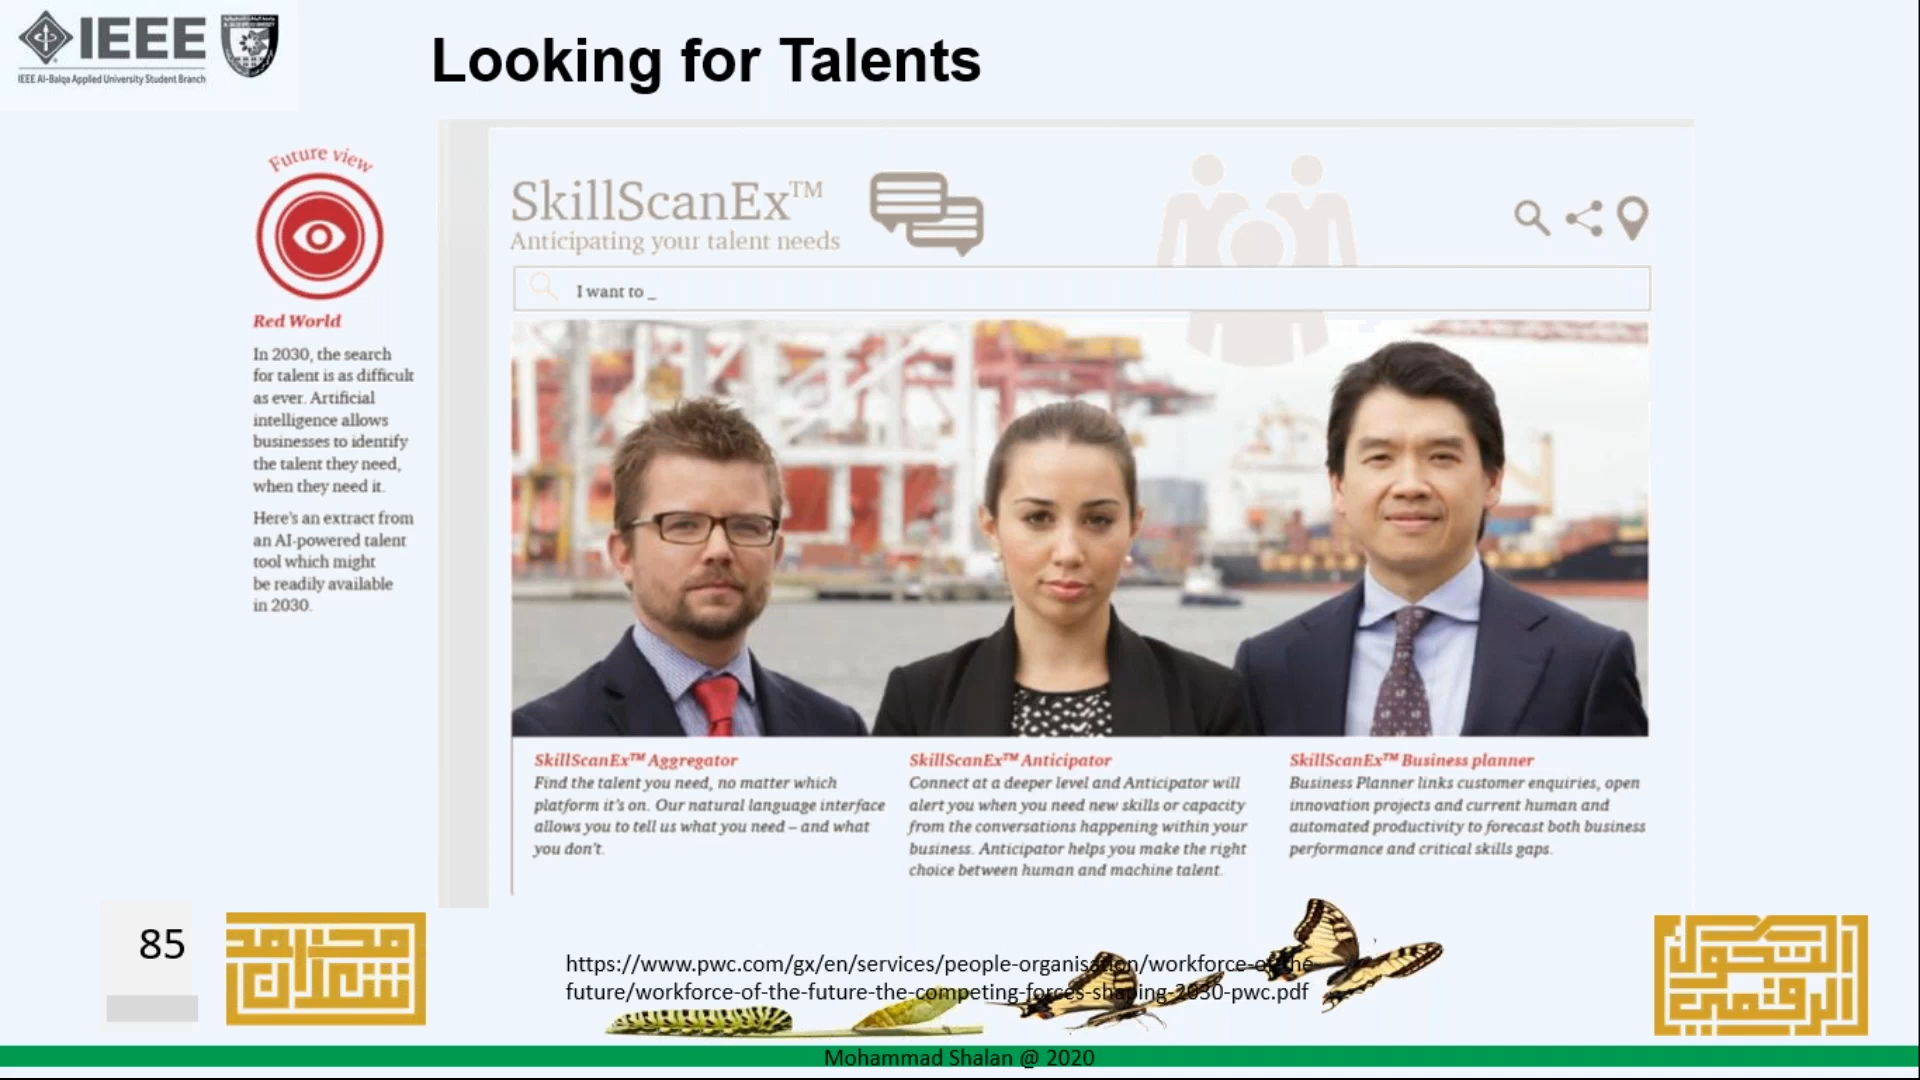 IEEE
IEEE Al-Balqa Applied University Student Branch
Looking for Talents
Future view
Red World
In 2030, the search
for talent is as difficult
as ever. Artificial
intelligence allows
businesses to identify
the talent they need,
when they need it.
Here's an extract from
an AI-powered talent
tool which might
be readily available
in 2030.
SkillScanEx™
Anticipating your talent needs
I want to _
SkillScanEx™ Aggregator
Find the talent you need, no matter which
platform it's on. Our natural language interface
allows you to tell us what you need – and what
you don't.
SkillScanEx™ Anticipator
Connect at a deeper level and Anticipator will
alert you when you need new skills or capacity
from the conversations happening within your
business. Anticipator helps you make the right
choice between human and machine talent.
SkillScanEx™ Business planner
Business Planner links customer enquiries, open
innovation projects and current human and
automated productivity to forecast both business
performance and critical skills gaps.
85
محمد
شعلان
https://www.pwc.com/gx/en/services/people-organisation/workforce-of-the-
future/workforce-of-the-future-the-competing-forces-shaping-2030-pwc.pdf
التحول
الرقمي
Mohammad Shalan @ 2020